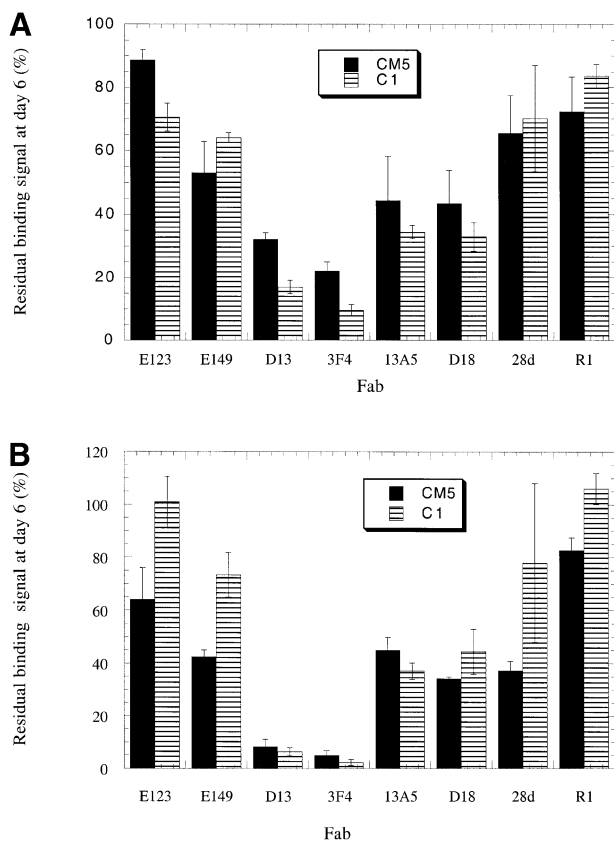 A
Residual binding signal at day 6 (%)
100
80
60
40
20
0
CM5
C1
E123 E149 D13 3F4 13A5 D18 28d R1
Fab
B
Residual binding signal at day 6 (%)
120
100
80
60
40
20
0
CM5
C1
E123 E149 D13 3F4 13A5 D18 28d R1
Fab